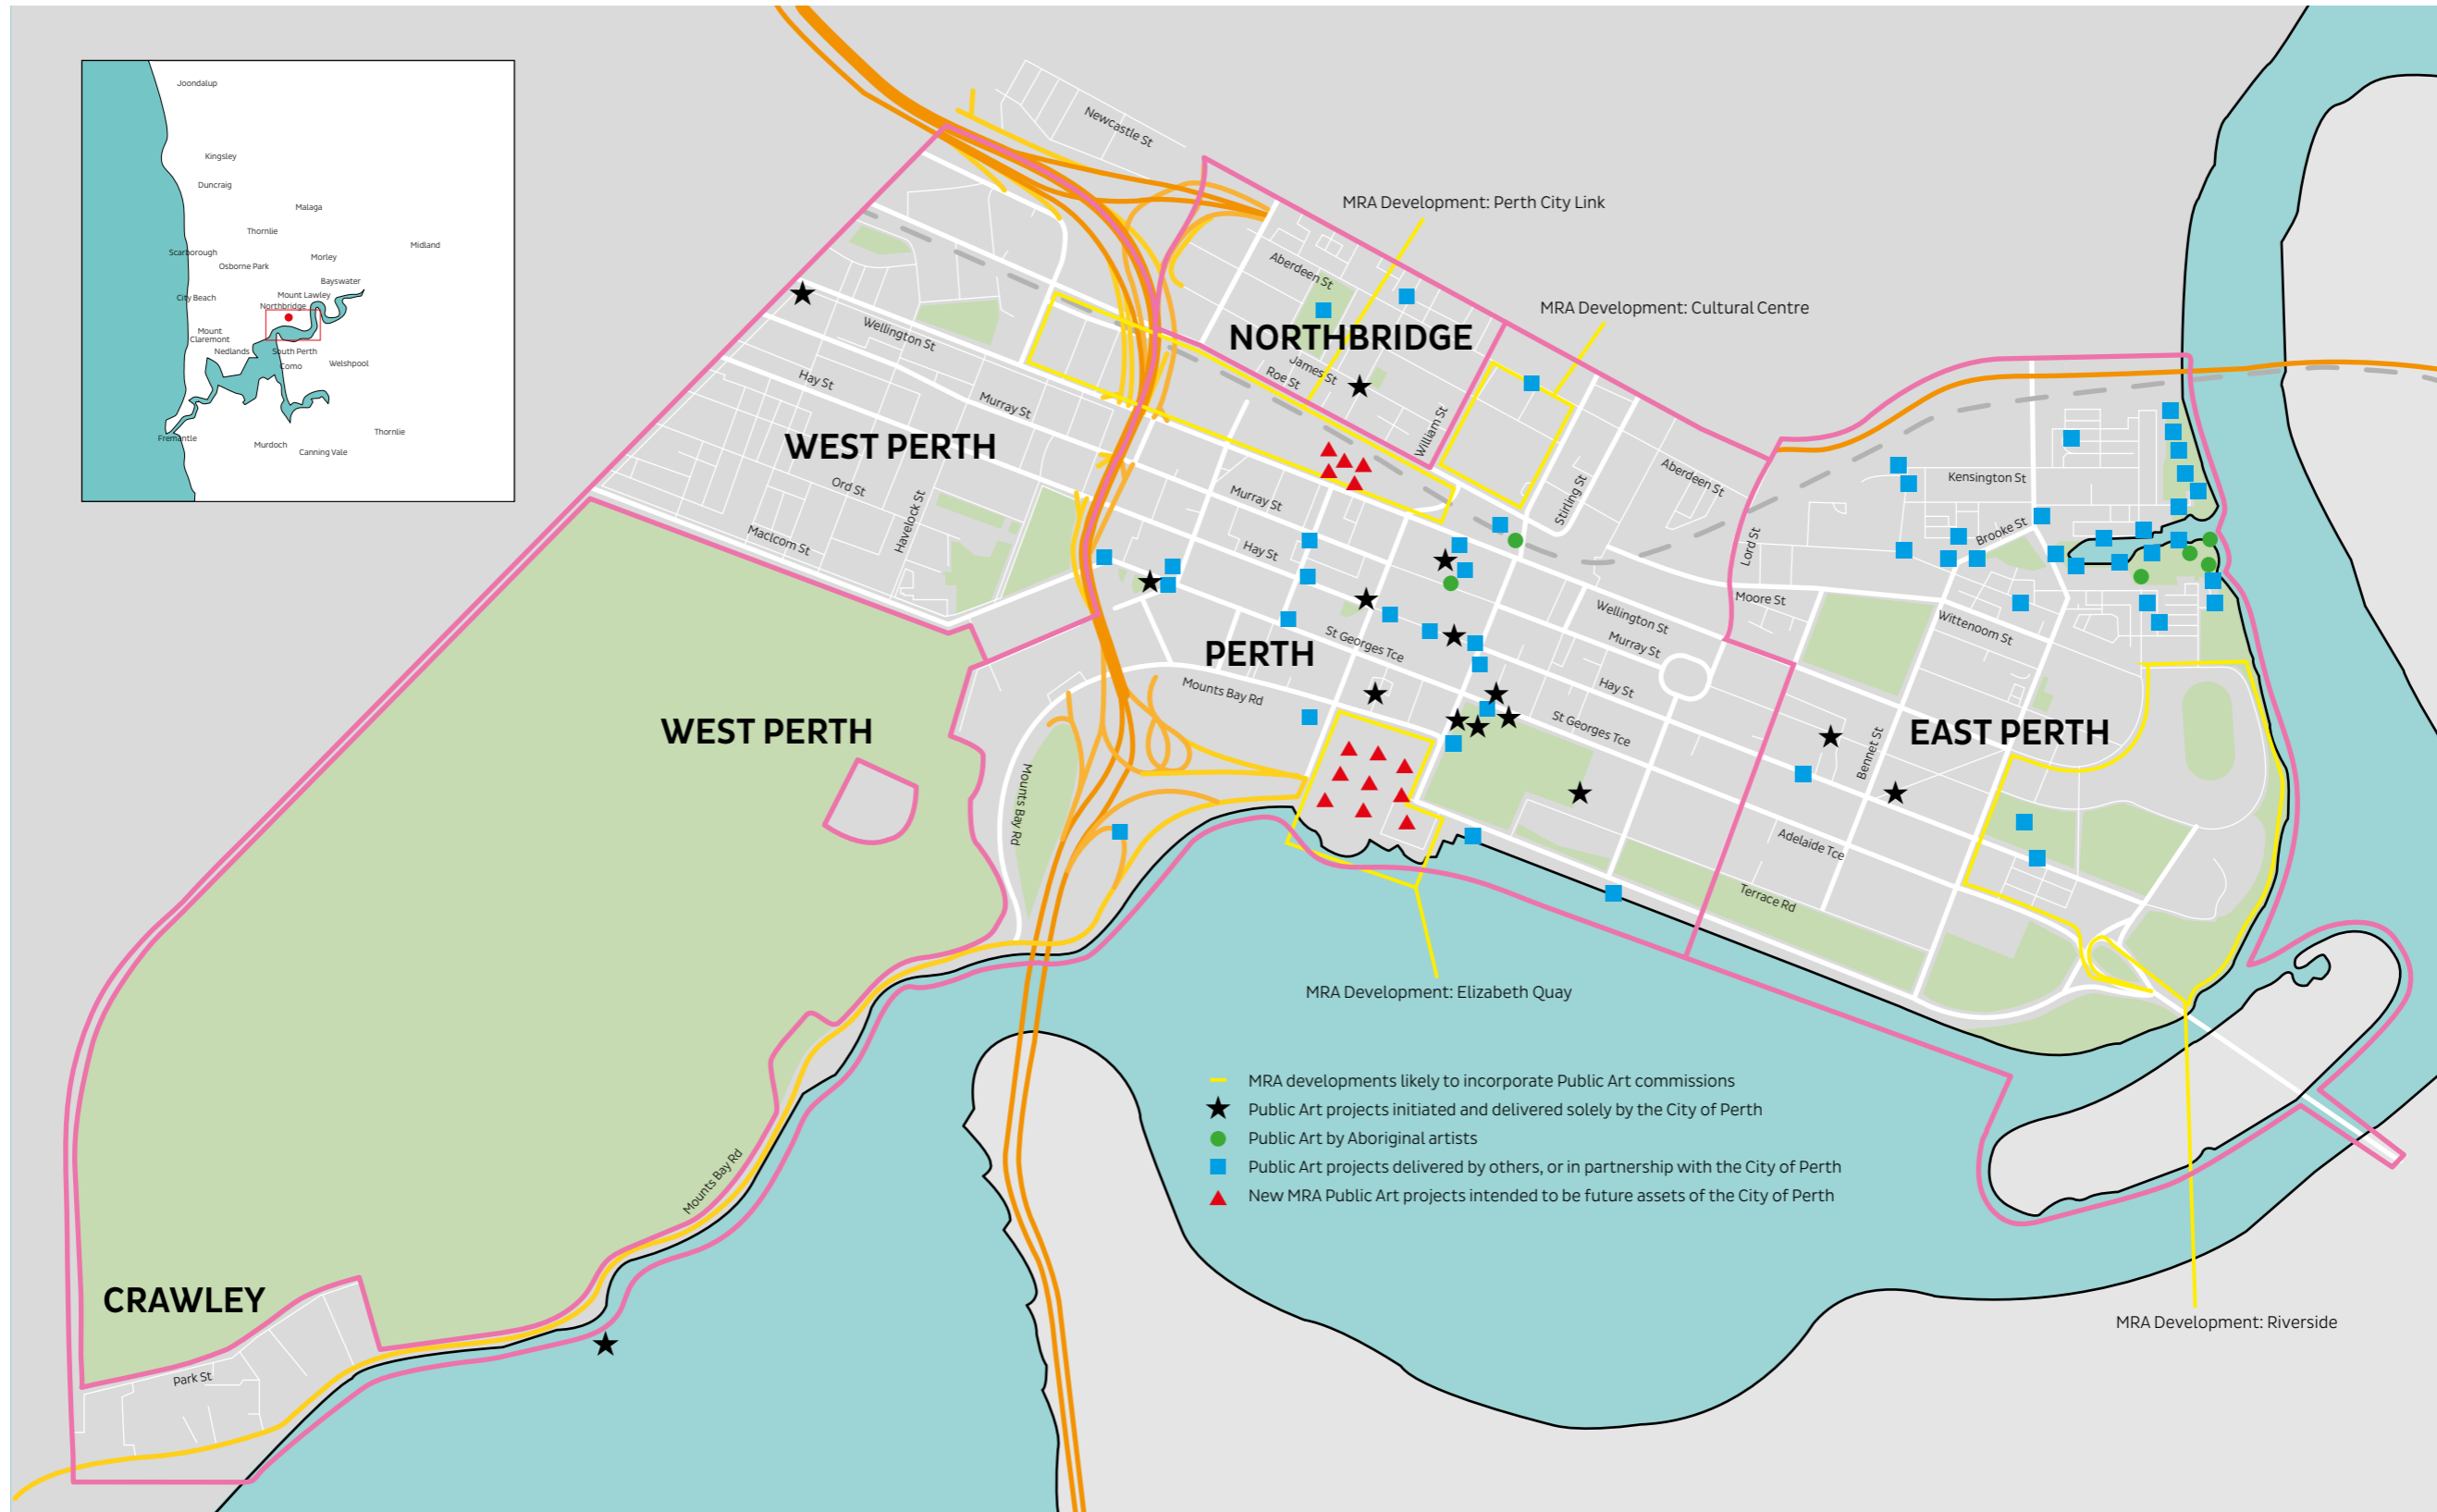 Joondalup
Kingsley
Duncraig
Malaga
Thornlie
Midland
Scarborough
Morley
Osborne Park
Bayswater
City Beach
Mount Lawley
Northbridge
Mount
Claremont
Nedlands
South Perth
Welshpool
Como
Fremantle
Thornlie
Murdoch
Canning Vale
Newcastle St
MRA Development: Perth City Link
Aberdeen St
MRA Development: Cultural Centre
NORTHBRIDGE
Wellington St
James St
Roe St
Hay St
Murray St
William St
WEST PERTH
Aberdeen St
Kensington St
Ord St
Murray St
Stirling St
Havelock St
Maclcom St
Hay St
Lord St
Brooke St
Moore St
Wellington St
Wittenoom St
St Georges Tce
Murray St
PERTH
Mounts Bay Rd
Hay St
WEST PERTH
St Georges Tce
EAST PERTH
Bennet St
Mounts Bay Rd
Adelaide Tce
Terrace Rd
MRA Development: Elizabeth Quay
MRA developments likely to incorporate Public Art commissions
Public Art projects initiated and delivered solely by the City of Perth
Public Art by Aboriginal artists
Public Art projects delivered by others, or in partnership with the City of Perth
New MRA Public Art projects intended to be future assets of the City of Perth
Mounts Bay Rd
CRAWLEY
MRA Development: Riverside
Park St